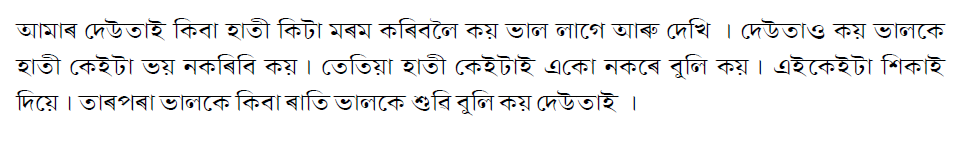 আমাৰ দেউতাই কিবা হাতী কিটা মৰম কৰিবলৈ কয় ভাল লাগে আৰু দেখি । দেউতাও কয় ভালকে
হাতী কেইটা ভয় নকৰিবি কয়। তেতিয়া হাতী কেইটাই একো নকৰে বুলি কয়। এইকেইটা শিকাই
দিয়ে। তাৰপৰা ভালকে কিবা ৰাতি ভালকে শুবি বুলি কয় দেউতাই ।